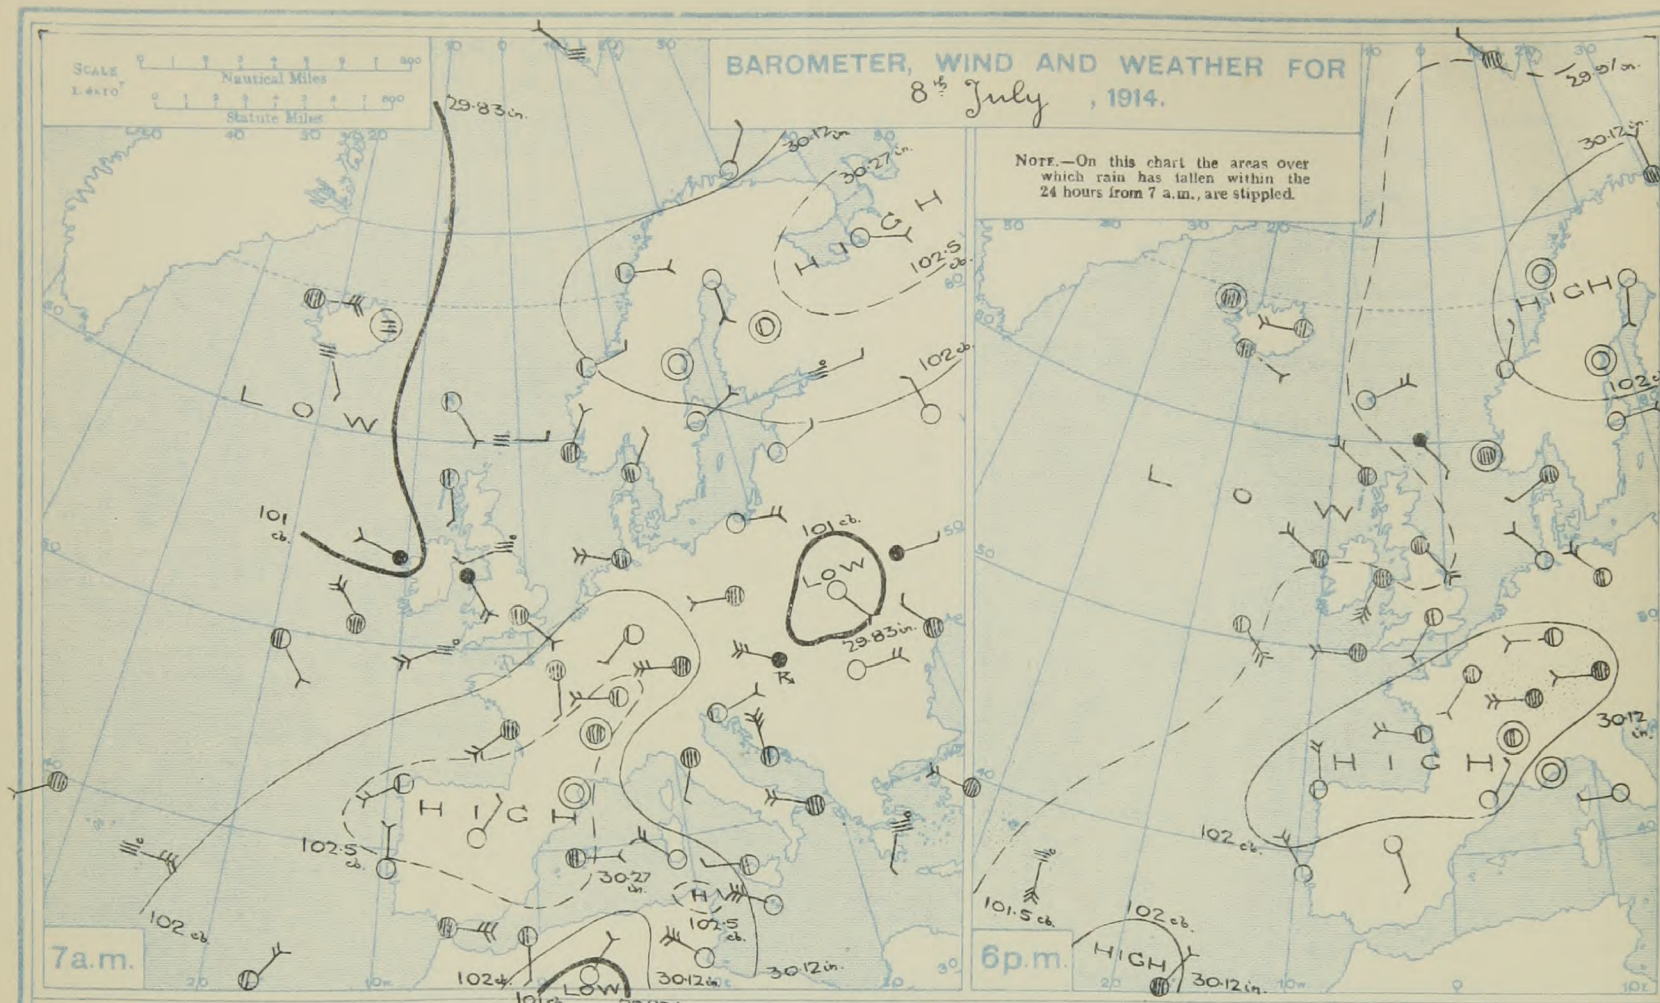 SCALE
Nautical Miles
Statute Miles
BAROMETER, WIND AND WEATHER FOR
8th July, 1914.
NOTE.—On this chart the areas over
which rain has fallen within the
24 hours from 7 a.m., are stippled.
29.83 in.
30.12 in.
30.27 in.
HIGH
102.5
cb.
102 cb.
LOW
101
cb.
101 cb.
LOW
29.83 in.
HIGH
102.5
cb.
30.27
in.
H
102.5
cb.
102 cb.
102 cb.
LOW
30.12 in.
30.12 in.
7 a.m.
29.91 in.
30.12 in.
HIGH
102 cb.
LOW
30.12
in.
HIGH
102 cb.
101.5 cb.
102 cb.
HIGH
30.12 in.
6 p.m.